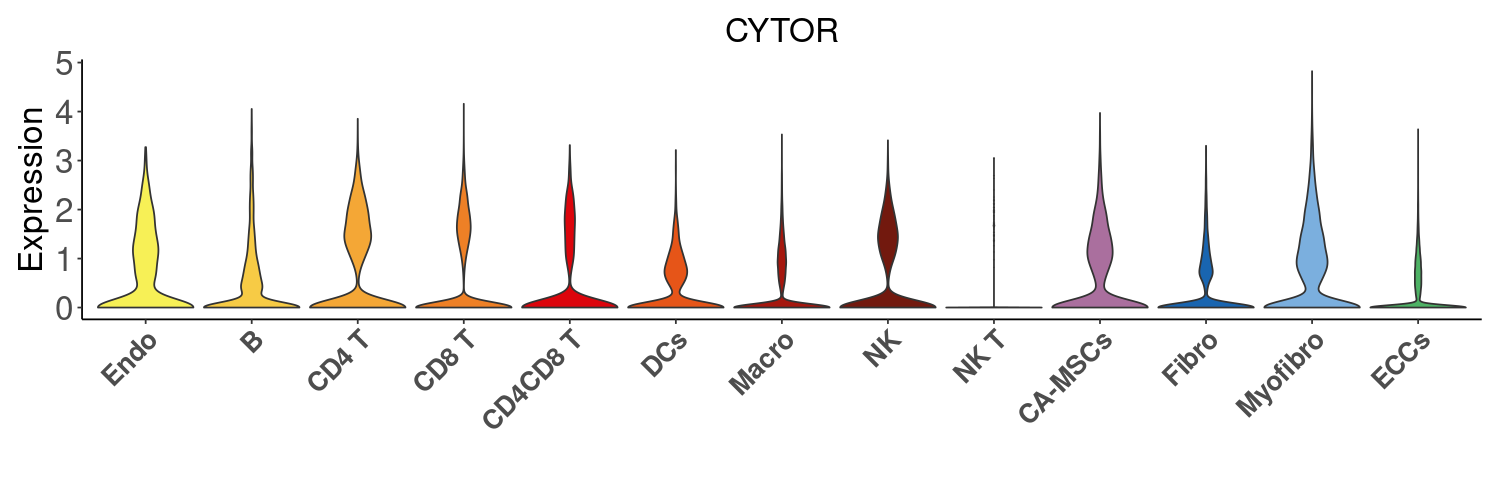 CYTOR
Expression
5
4
3
2
1
0
Endo
B
CD4 T
CD8 T
CD4CD8 T
DCs
Macro
NK
NK T
CA-MSCs
Fibro
Myofibro
ECCs